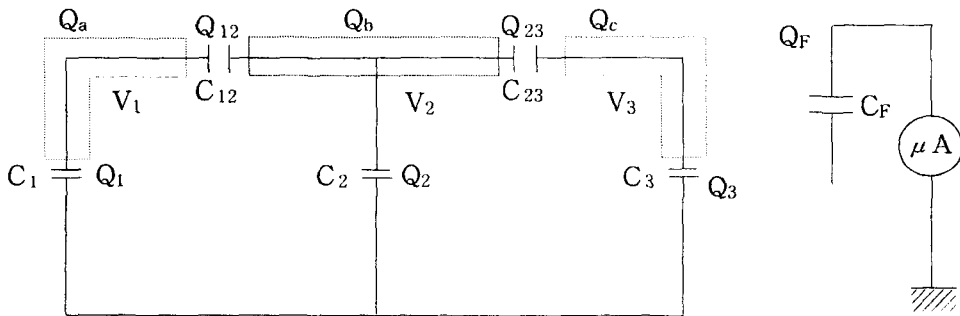 Qa Q12 Qb Q23 Qc QF
V1 C12 V2 C23 V3 CF
μA
C1 Q1 C2 Q2 C3 Q3